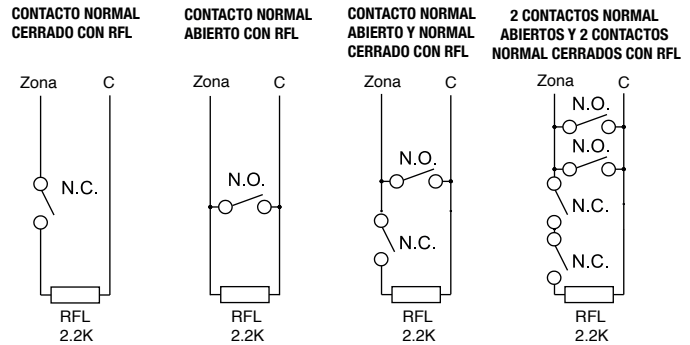 CONTACTO NORMAL
CERRADO CON RFL
Zona C
N.C.
RFL
2.2K
CONTACTO NORMAL
ABIERTO CON RFL
Zona C
N.O.
RFL
2.2K
CONTACTO NORMAL
ABIERTO Y NORMAL
CERRADO CON RFL
Zona C
N.O.
N.C.
RFL
2.2K
2 CONTACTOS NORMAL
ABIERTOS Y 2 CONTACTOS
NORMAL CERRADOS CON RFL
Zona C
N.O.
N.O.
N.C.
N.C.
RFL
2.2K